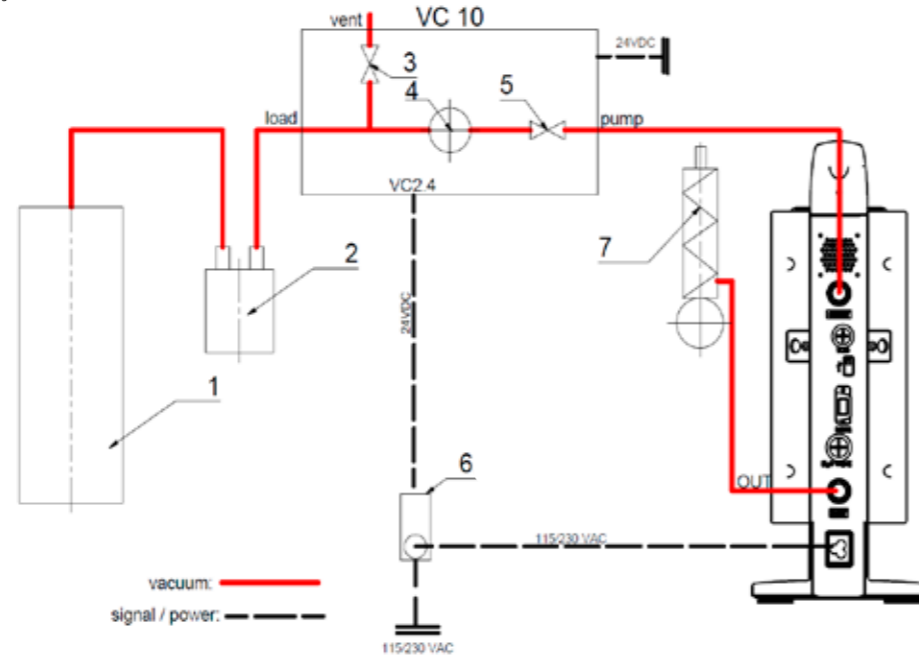 vent
VC 10
24VDC
3
4
5
load
pump
VC2.4
2
7
24VDC
1
6
OUT
115/230 VAC
vacuum:
signal / power:
115/230 VAC